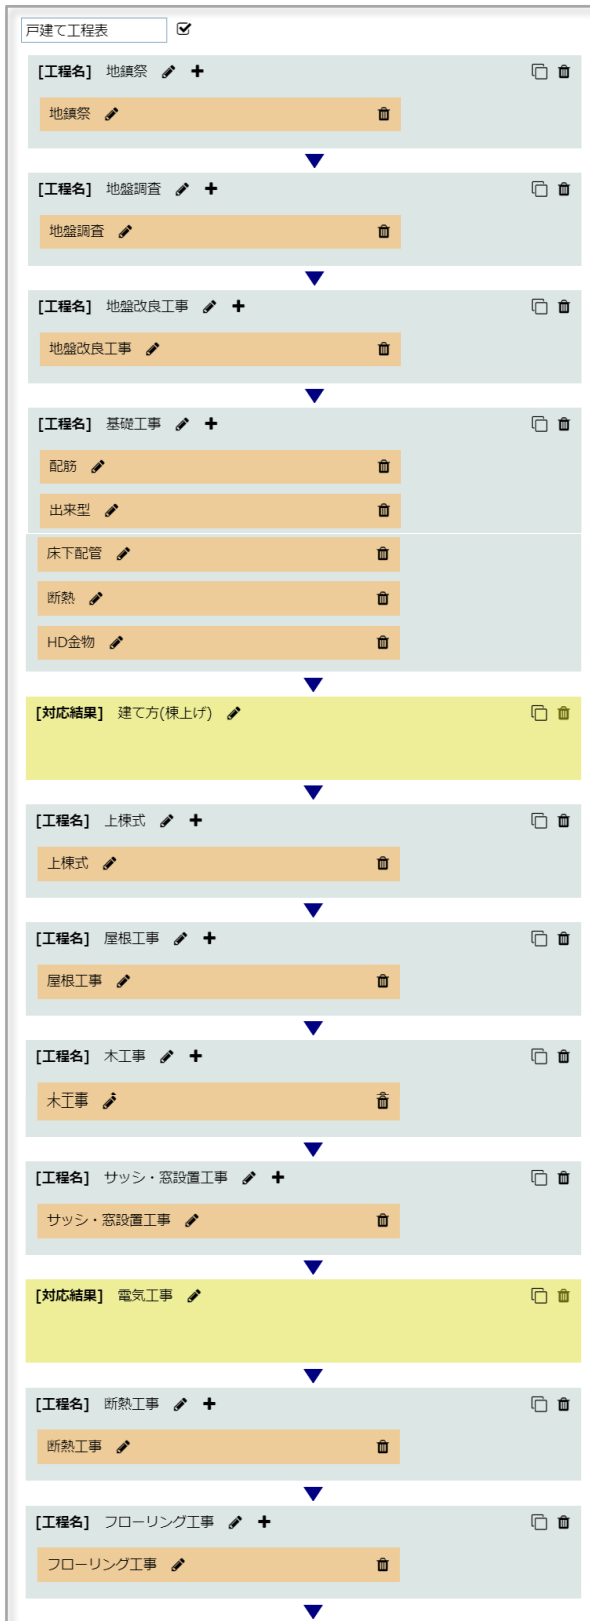 戸建て工程表
[工程名] 地鎮祭
地鎮祭
[工程名] 地盤調査
地盤調査
[工程名] 地盤改良工事
地盤改良工事
[工程名] 基礎工事
配筋
出来型
床下配管
断熱
HD金物
[対応結果] 建て方(棟上げ)
[工程名] 上棟式
上棟式
[工程名] 屋根工事
屋根工事
[工程名] 木工事
木工事
[工程名] サッシ・窓設置工事
サッシ・窓設置工事
[対応結果] 電気工事
[工程名] 断熱工事
断熱工事
[工程名] フローリング工事
フローリング工事